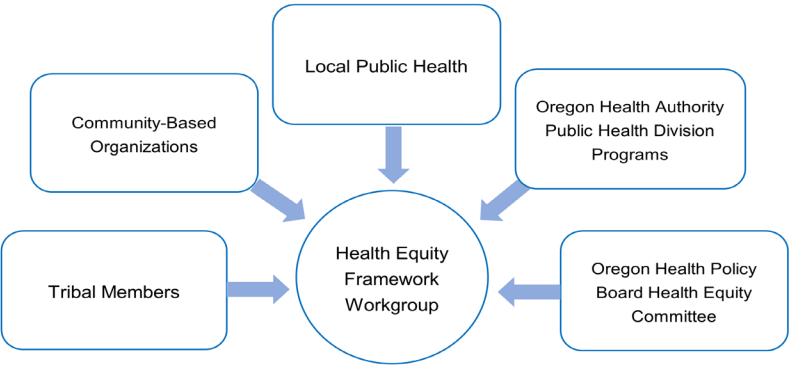 Local Public Health
Community-Based
Organizations
Oregon Health Authority
Public Health Division
Programs
Tribal Members
Health Equity
Framework
Workgroup
Oregon Health Policy
Board Health Equity
Committee